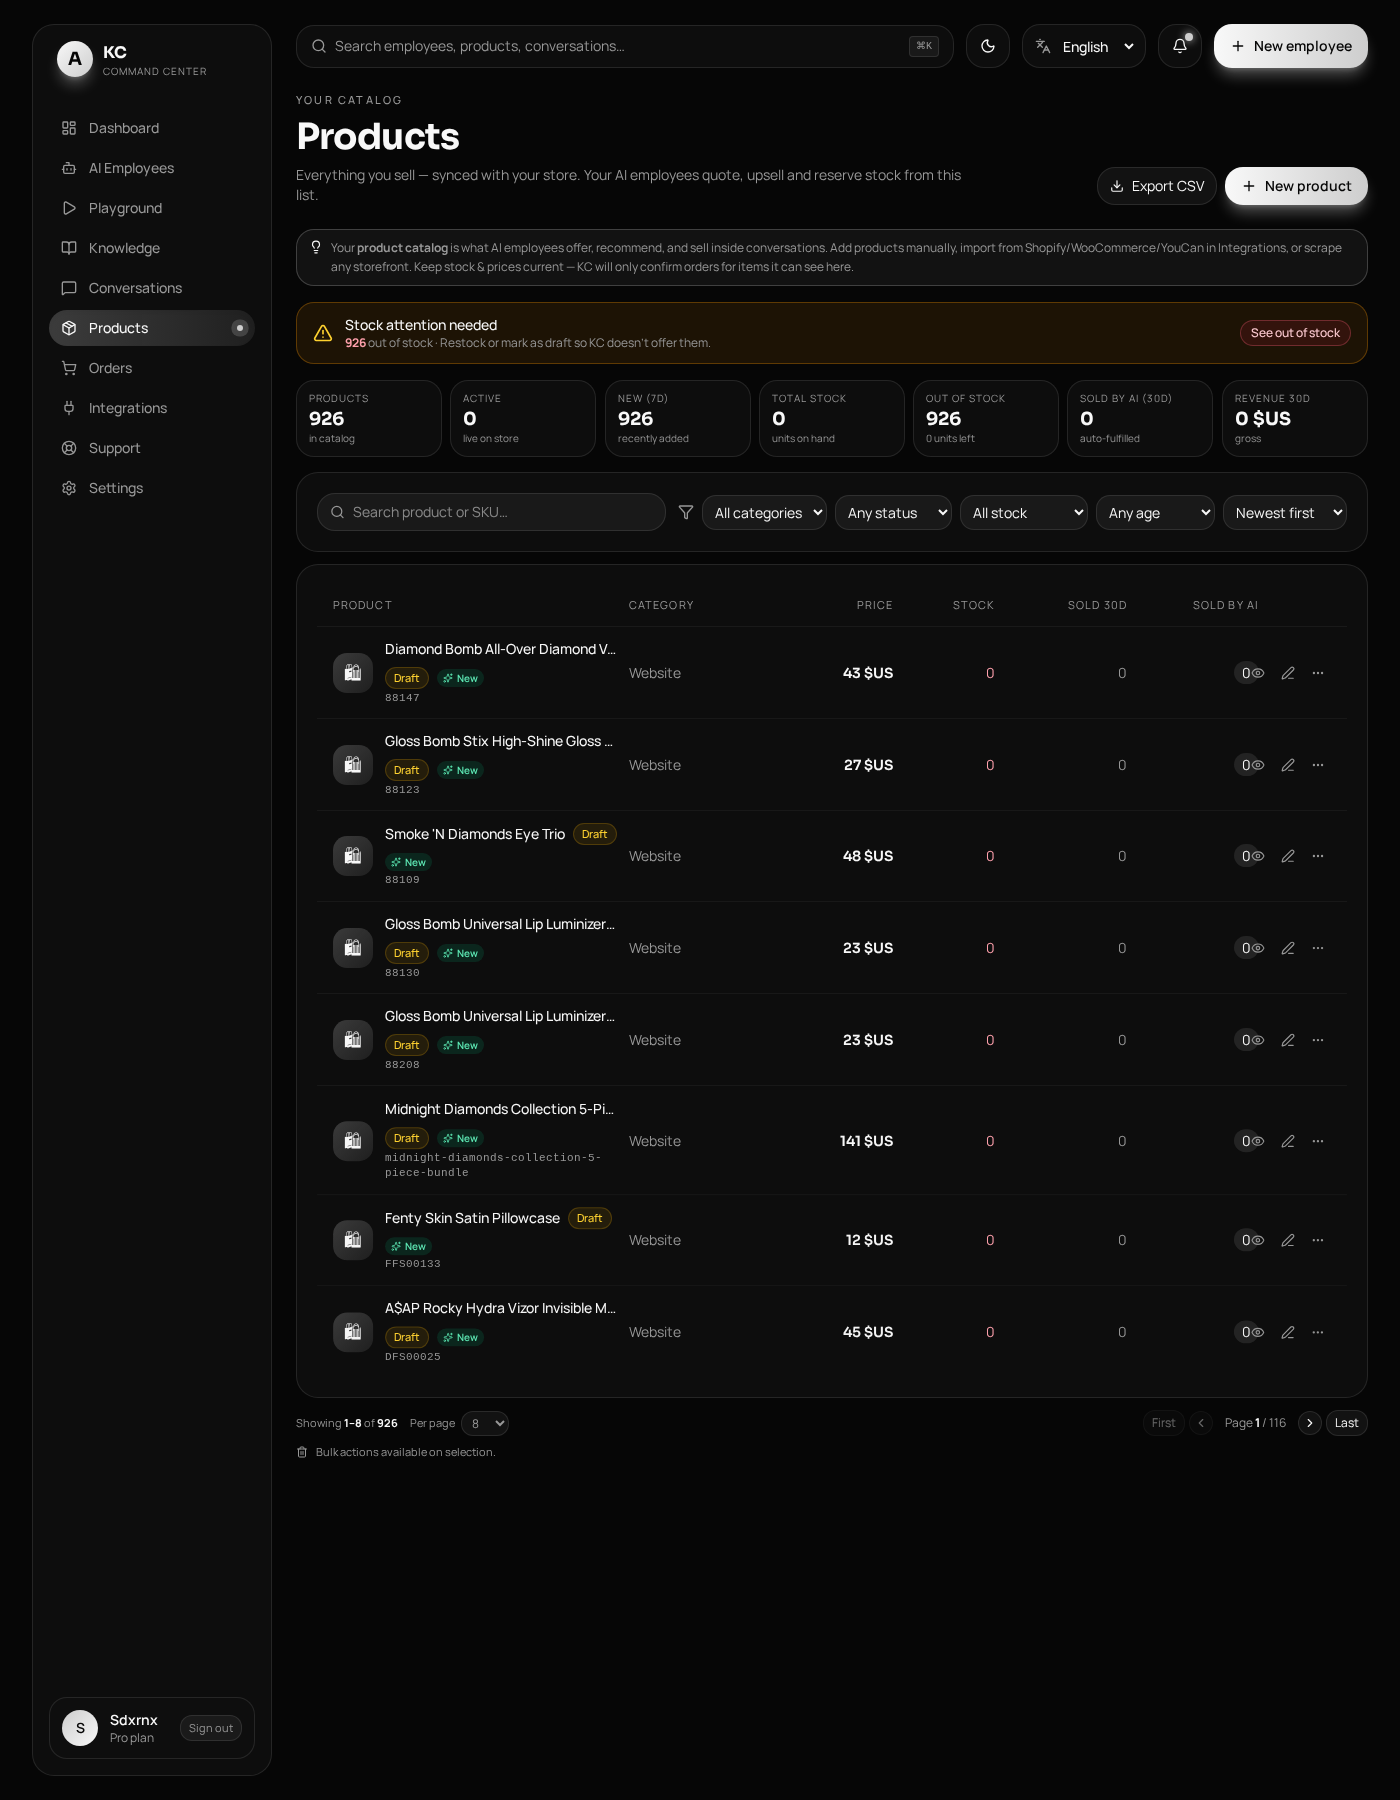 A
KC
COMMAND CENTER
Dashboard
AI Employees
Playground
Knowledge
Conversations
Products
Orders
Integrations
Support
Settings
S
Sdxrnx
Pro plan
Sign out
Search employees, products, conversations...
⌘K
English
New employee
YOUR CATALOG
Products
Everything you sell — synced with your store. Your AI employees quote, upsell and reserve stock from this
list.
Export CSV
New product
Your product catalog is what AI employees offer, recommend, and sell inside conversations. Add products manually, import from Shopify/WooCommerce/YouCan in Integrations, or scrape
any storefront. Keep stock & prices current — KC will only confirm orders for items it can see here.
Stock attention needed
926 out of stock · Restock or mark as draft so KC doesn't offer them.
See out of stock
PRODUCTS
926
in catalog
ACTIVE
0
live on store
NEW (7D)
926
recently added
TOTAL STOCK
0
units on hand
OUT OF STOCK
926
0 units left
SOLD BY AI (30D)
0
auto-fulfilled
REVENUE 30D
0 $US
gross
Search product or SKU...
All categories
Any status
All stock
Any age
Newest first
PRODUCT CATEGORY PRICE STOCK SOLD 30D SOLD BY AI
Diamond Bomb All-Over Diamond V...
Draft New
88147
Website 43 $US 0 0 0
Gloss Bomb Stix High-Shine Gloss ...
Draft New
88123
Website 27 $US 0 0 0
Smoke 'N Diamonds Eye Trio Draft
New
88109
Website 48 $US 0 0 0
Gloss Bomb Universal Lip Luminizer...
Draft New
88130
Website 23 $US 0 0 0
Gloss Bomb Universal Lip Luminizer...
Draft New
88208
Website 23 $US 0 0 0
Midnight Diamonds Collection 5-Pi...
Draft New
midnight-diamonds-collection-5-
piece-bundle
Website 141 $US 0 0 0
Fenty Skin Satin Pillowcase Draft
New
FFS00133
Website 12 $US 0 0 0
A$AP Rocky Hydra Vizor Invisible M...
Draft New
DFS00025
Website 45 $US 0 0 0
Showing 1–8 of 926 Per page 8
First Page 1 / 116 Last
Bulk actions available on selection.